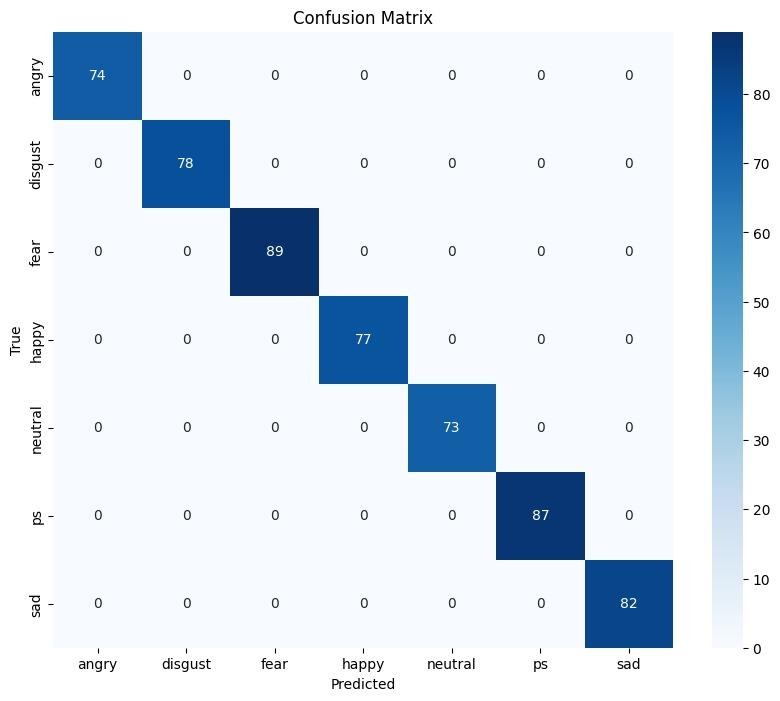 Confusion Matrix
angry 74 0 0 0 0 0 0
disgust 0 78 0 0 0 0 0
fear 0 0 89 0 0 0 0
happy 0 0 0 77 0 0 0
neutral 0 0 0 0 73 0 0
ps 0 0 0 0 0 87 0
sad 0 0 0 0 0 0 82
True
angry disgust fear happy neutral ps sad
Predicted
80
70
60
50
40
30
20
10
0